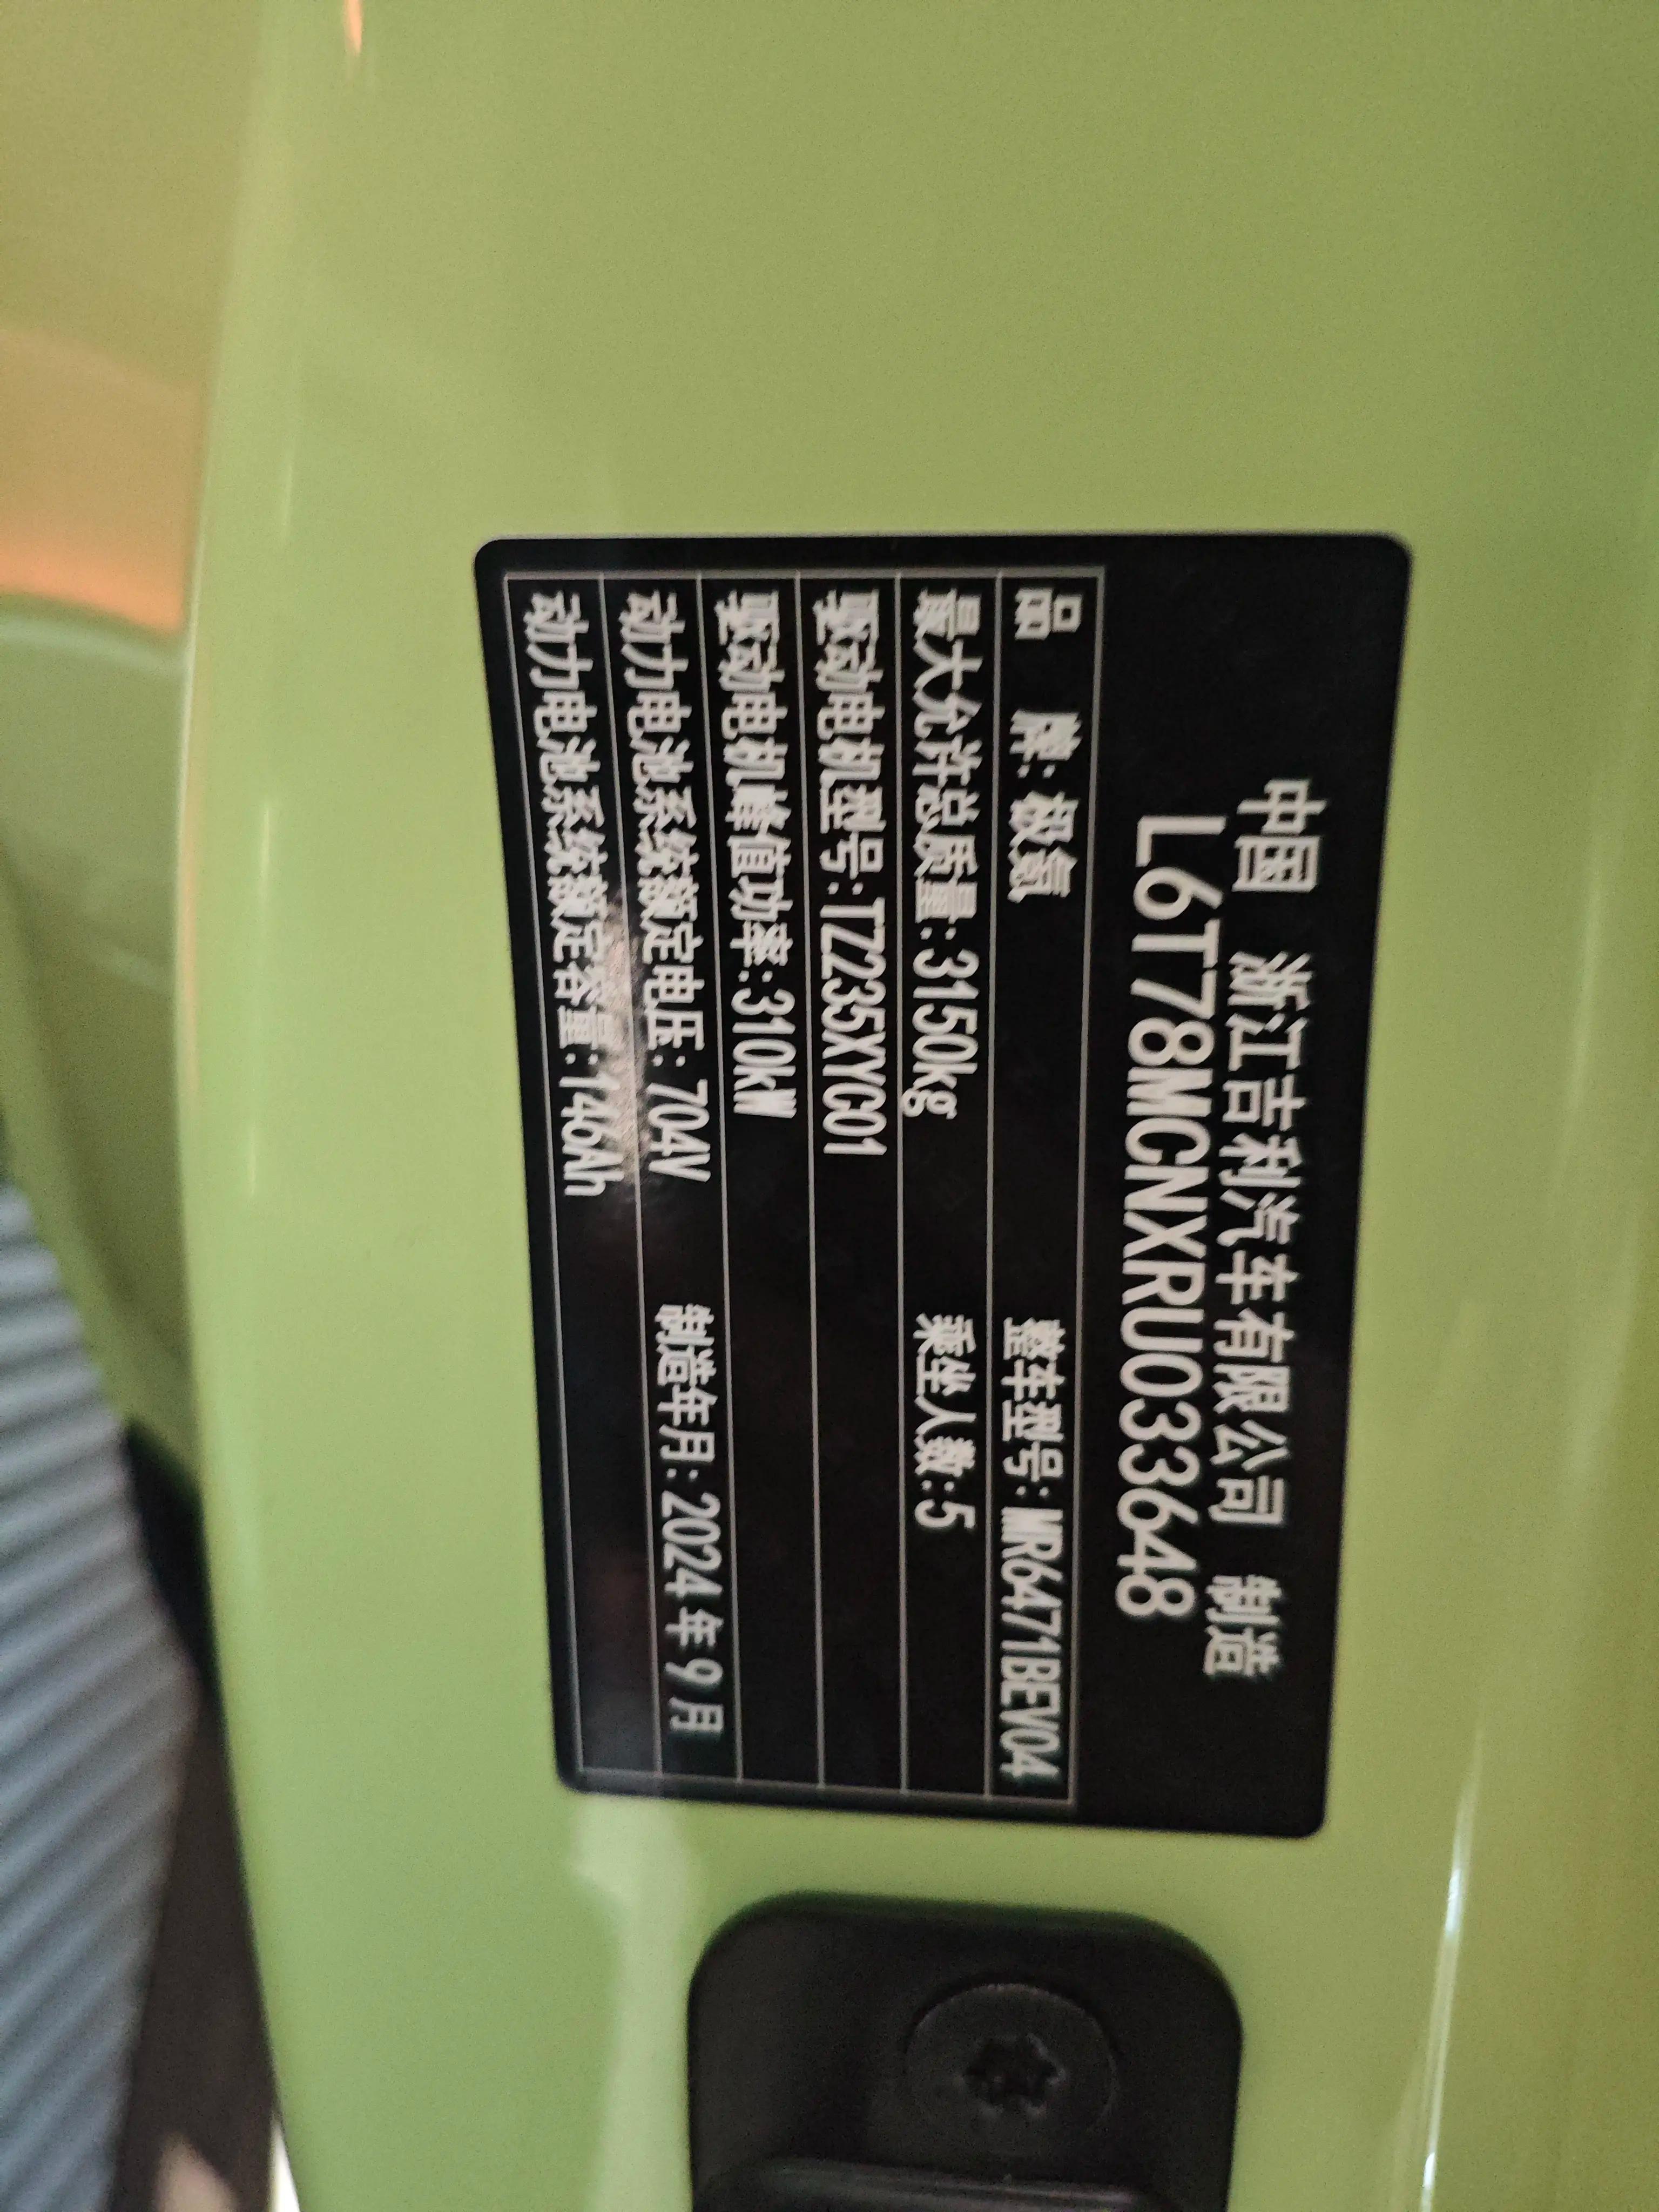 中国 浙江吉利汽车有限公司 制造
L6T78MCNXRU033648
品 牌: 极氪 整车型号: MR6471BEV04
最大允许总质量: 3150kg 乘坐人数: 5
驱动电机型号: TZ235XYC01
驱动电机峰值功率: 310kW
动力电池系统额定电压: 704V 制造年月: 2024 年 9 月
动力电池系统额定容量: 146Ah